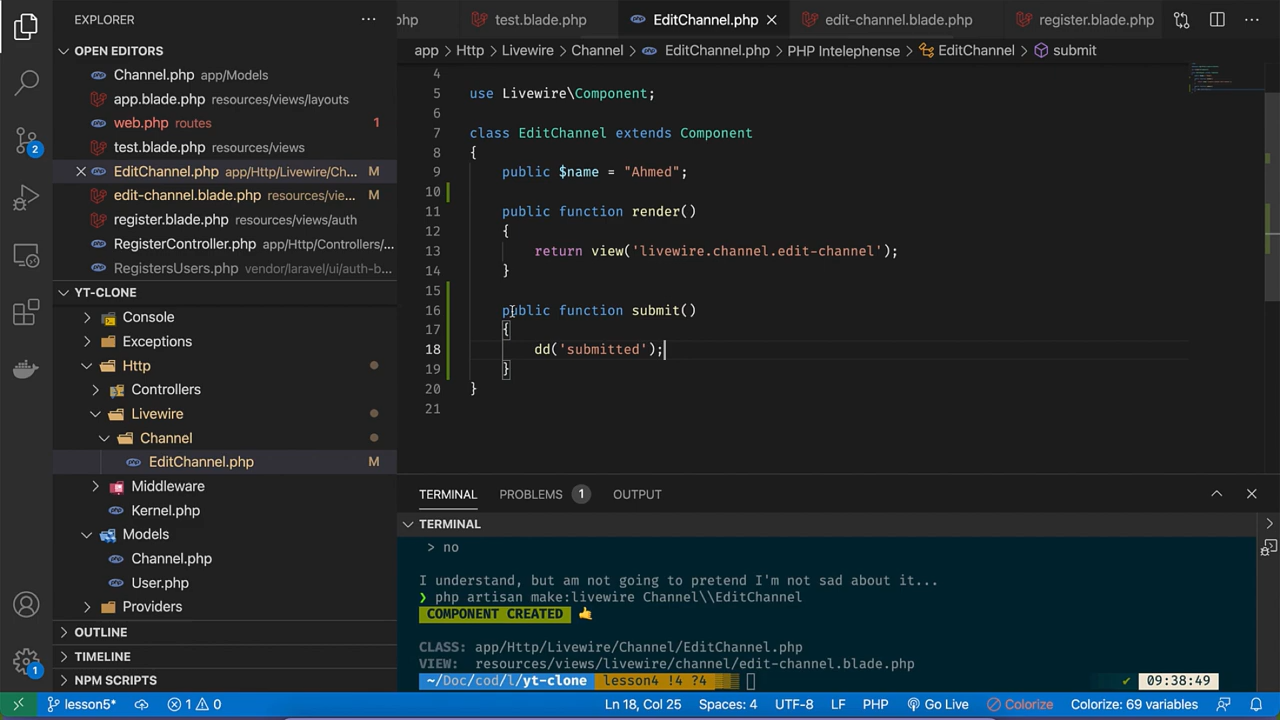 EXPLORER
OPEN EDITORS
Channel.php app/Models
app.blade.php resources/views/layouts
web.php routes 1
test.blade.php resources/views
EditChannel.php app/Http/Livewire/Ch... M
edit-channel.blade.php resources/vie... M
register.blade.php resources/views/auth
RegisterController.php app/Http/Controllers/...
RegistersUsers.php vendor/laravel/ui/auth-b...
YT-CLONE
Console
Exceptions
Http
Controllers
Livewire
Channel
EditChannel.php M
Middleware
Kernel.php
Models
Channel.php
User.php
Providers
OUTLINE
TIMELINE
NPM SCRIPTS
2
1
php test.blade.php EditChannel.php edit-channel.blade.php register.blade.php
app > Http > Livewire > Channel > EditChannel.php > PHP Intelephense > EditChannel > submit
4
5 use Livewire\Component;
6
7 class EditChannel extends Component
8 {
9 public $name = "Ahmed";
10
11 public function render()
12 {
13 return view('livewire.channel.edit-channel');
14 }
15
16 public function submit()
17 {
18 dd('submitted');
19 }
20 }
21
TERMINAL PROBLEMS 1 OUTPUT
TERMINAL
> no
I understand, but am not going to pretend I'm not sad about it...
❯ php artisan make:livewire Channel\\EditChannel
COMPONENT CREATED 🤙
CLASS: app/Http/Livewire/Channel/EditChannel.php
VIEW: resources/views/livewire/channel/edit-channel.blade.php
~/Doc/cod/l/yt-clone lesson4 !4 ?4 ✓ 09:38:49
lesson5* 1 0 Ln 18, Col 25 Spaces: 4 UTF-8 LF PHP Go Live Colorize Colorize: 69 variables